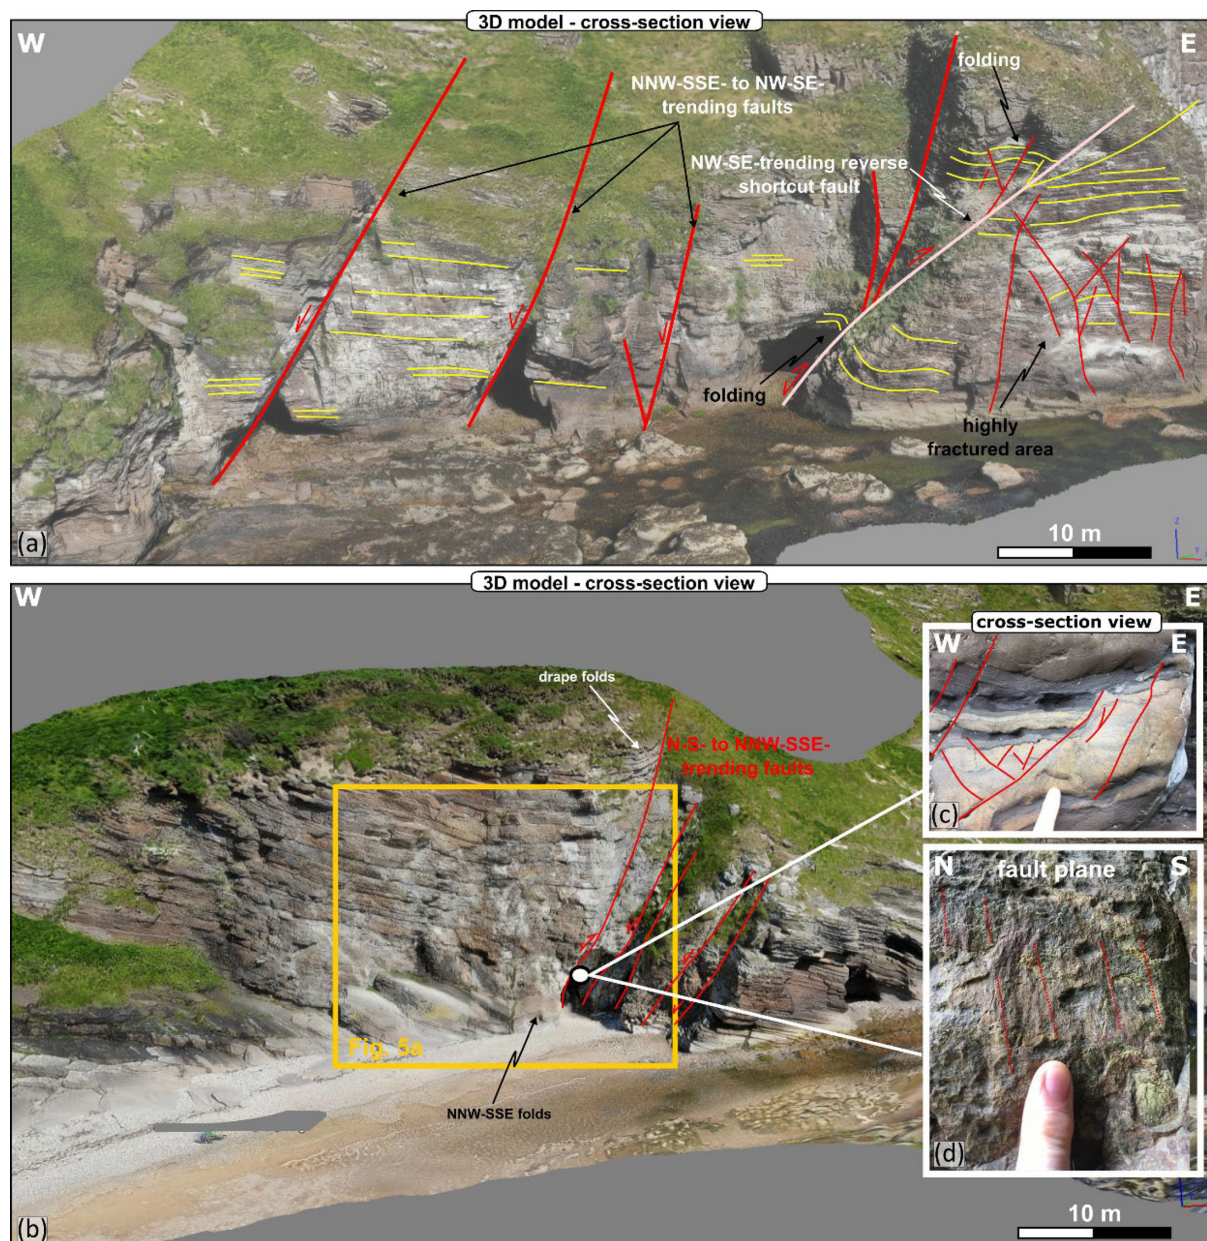 3D model - cross-section view
W
E
NNW-SSE- to NW-SE-
trending faults
folding
NW-SE-trending reverse
shortcut fault
folding
highly
fractured area
10 m
(a)
3D model - cross-section view
W
E
drape folds
N-S- to NNW-SSE-
trending faults
Fig. 5a
NNW-SSE folds
10 m
(b)
cross-section view
W
E
(c)
N
fault plane
S
(d)